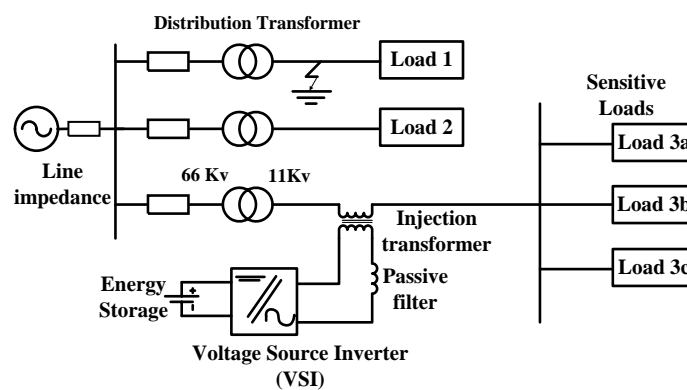 Distribution Transformer
Load 1
Sensitive
Loads
Load 3a
Load 2
Line
impedance
66 Kv
11Kv
Load 3b
Injection
transformer
Load 3c
Energy
Storage
+
Passive
filter
Voltage Source Inverter
(VSI)